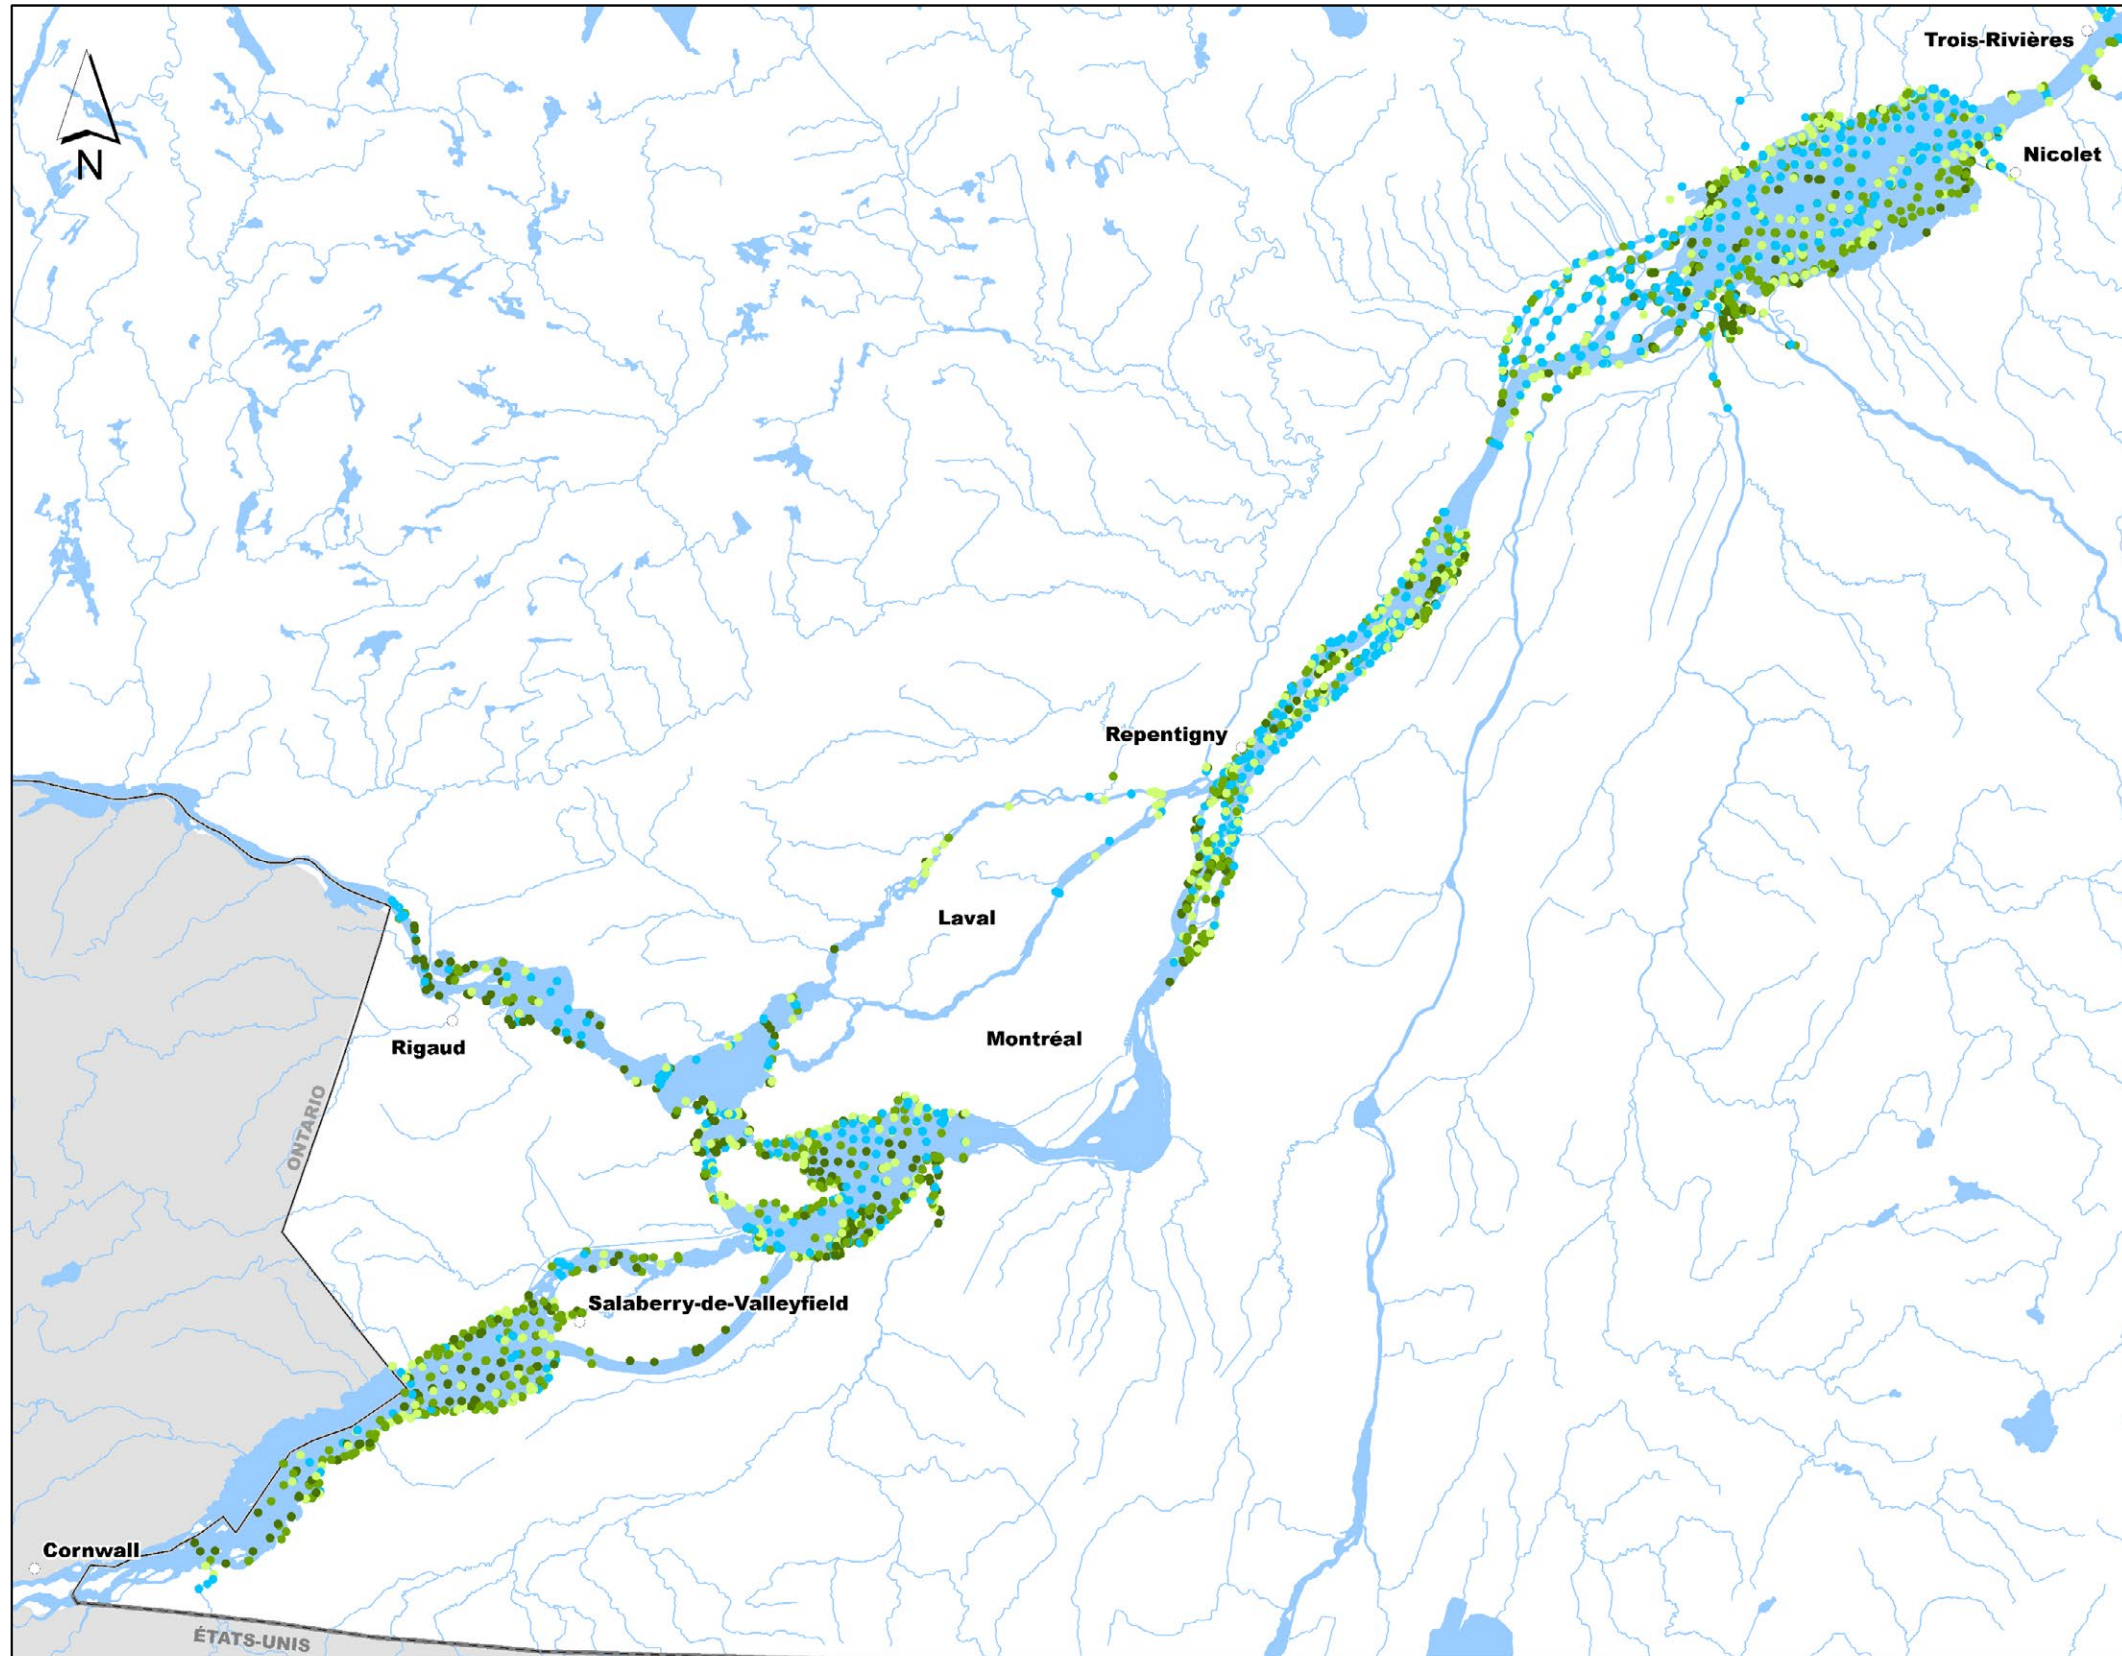 Trois-Rivières
N
Nicolet
Repentigny
Laval
Montréal
Rigaud
ONTARIO
Salaberry-de-Valleyfield
Cornwall
ÉTATS-UNIS